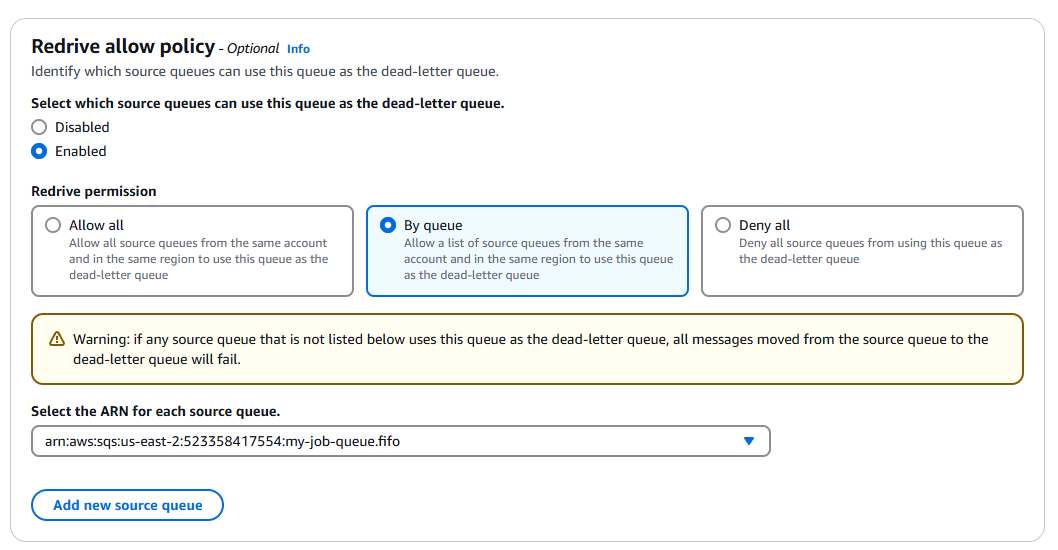 Redrive allow policy - Optional Info
Identify which source queues can use this queue as the dead-letter queue.
Select which source queues can use this queue as the dead-letter queue.
Disabled
Enabled
Redrive permission
Allow all
Allow all source queues from the same account
and in the same region to use this queue as the
dead-letter queue
By queue
Allow a list of source queues from the same
account and in the same region to use this queue
as the dead-letter queue
Deny all
Deny all source queues from using this queue as
the dead-letter queue
Warning: if any source queue that is not listed below uses this queue as the dead-letter queue, all messages moved from the source queue to the
dead-letter queue will fail.
Select the ARN for each source queue.
arn:aws:sqs:us-east-2:523358417554:my-job-queue.fifo
Add new source queue